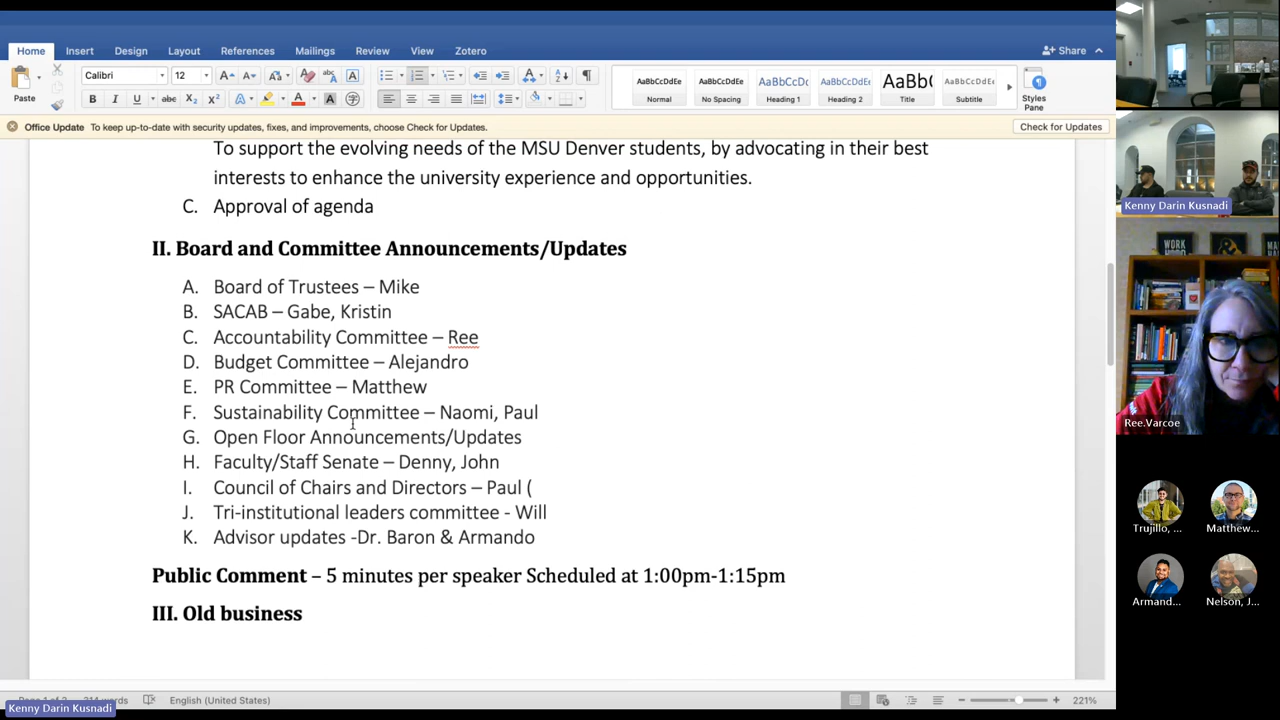 Home Insert Design Layout References Mailings Review View Zotero Share
Paste Calibri 12 AaBbCcDdEe AaBbCcDdEe AaBbCcDc AaBbCcDdEe AaBb( AaBbCcDdEe
Normal No Spacing Heading 1 Heading 2 Title Subtitle Styles Pane
Office Update To keep up-to-date with security updates, fixes, and improvements, choose Check for Updates. Check for Updates
To support the evolving needs of the MSU Denver students, by advocating in their best
interests to enhance the university experience and opportunities.
C. Approval of agenda
II. Board and Committee Announcements/Updates
A. Board of Trustees – Mike
B. SACAB – Gabe, Kristin
C. Accountability Committee – Ree
D. Budget Committee – Alejandro
E. PR Committee – Matthew
F. Sustainability Committee – Naomi, Paul
G. Open Floor Announcements/Updates
H. Faculty/Staff Senate – Denny, John
I. Council of Chairs and Directors – Paul (
J. Tri-institutional leaders committee - Will
K. Advisor updates -Dr. Baron & Armando
Public Comment – 5 minutes per speaker Scheduled at 1:00pm-1:15pm
III. Old business
English (United States) 221%
Kenny Darin Kusnadi
Kenny Darin Kusnadi
WORK
Ree.Varcoe
Trujillo, ... Matthew...
Armand... Nelson, J...